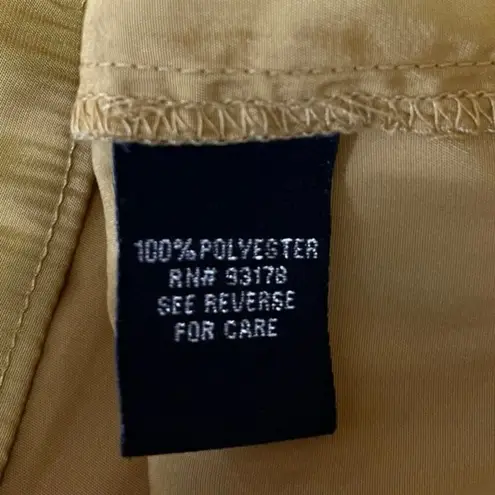 100% POLYESTER
RN# 93178
SEE REVERSE
FOR CARE